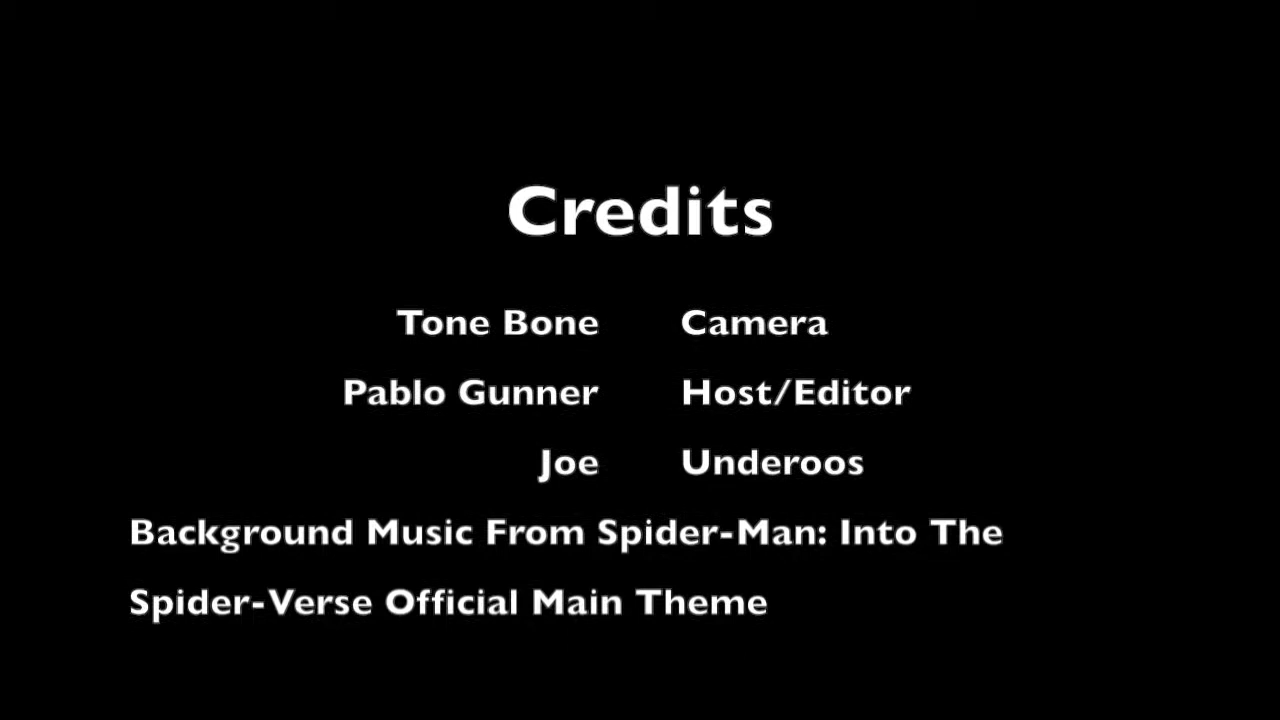 Credits
Tone Bone Camera
Pablo Gunner Host/Editor
Joe Underoos
Background Music From Spider-Man: Into The
Spider-Verse Official Main Theme